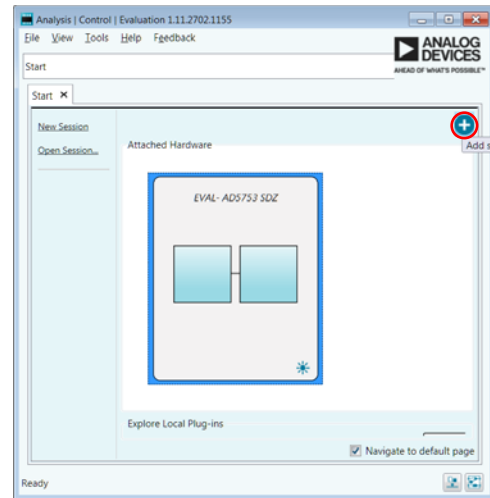 Analysis | Control | Evaluation 1.11.2702.1155
File View Tools Help Feedback
ANALOG
DEVICES
AHEAD OF WHAT'S POSSIBLE™
Start
Start
New Session
Open Session...
Attached Hardware
Add s
EVAL- AD5753 SDZ
Explore Local Plug-ins
Navigate to default page
Ready